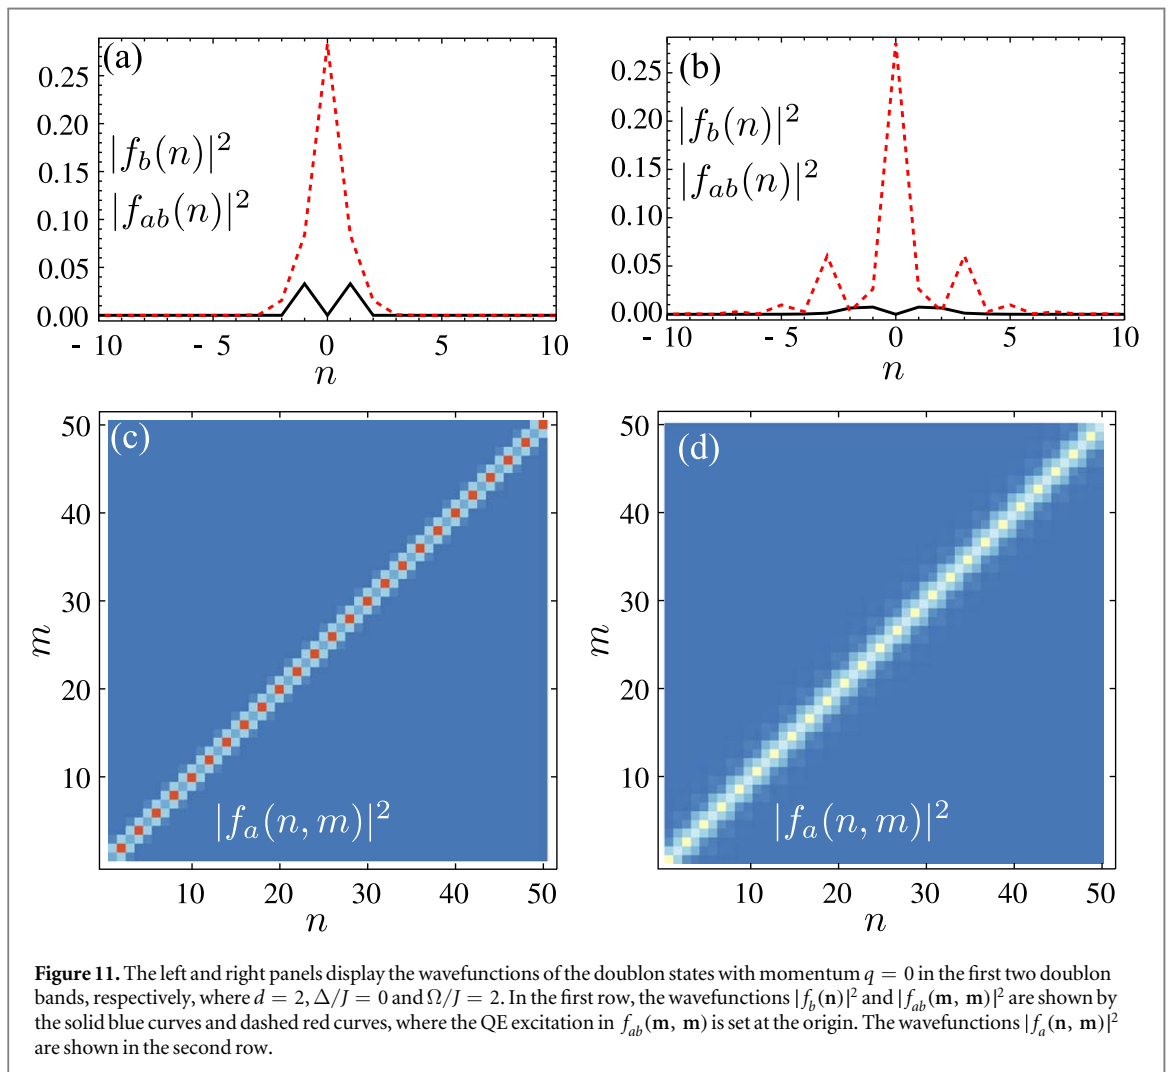 (a)
0.25
0.20
0.15
0.10
0.05
0.00
|f_b(n)|^2
|f_{ab}(n)|^2
- 10 - 5 0 5 10
n
(b)
0.25
0.20
0.15
0.10
0.05
0.00
|f_b(n)|^2
|f_{ab}(n)|^2
- 10 - 5 0 5 10
n
(c)
50
40
30
20
10
m
|f_a(n, m)|^2
10 20 30 40 50
n
(d)
50
40
30
20
10
m
|f_a(n, m)|^2
10 20 30 40 50
n
Figure 11. The left and right panels display the wavefunctions of the doublon states with momentum q = 0 in the first two doublon
bands, respectively, where d = 2, Δ/J = 0 and Ω/J = 2. In the first row, the wavefunctions |f_b(n)|^2 and |f_{ab}(m, m)|^2 are shown by
the solid blue curves and dashed red curves, where the QE excitation in f_{ab}(m, m) is set at the origin. The wavefunctions |f_a(n, m)|^2
are shown in the second row.